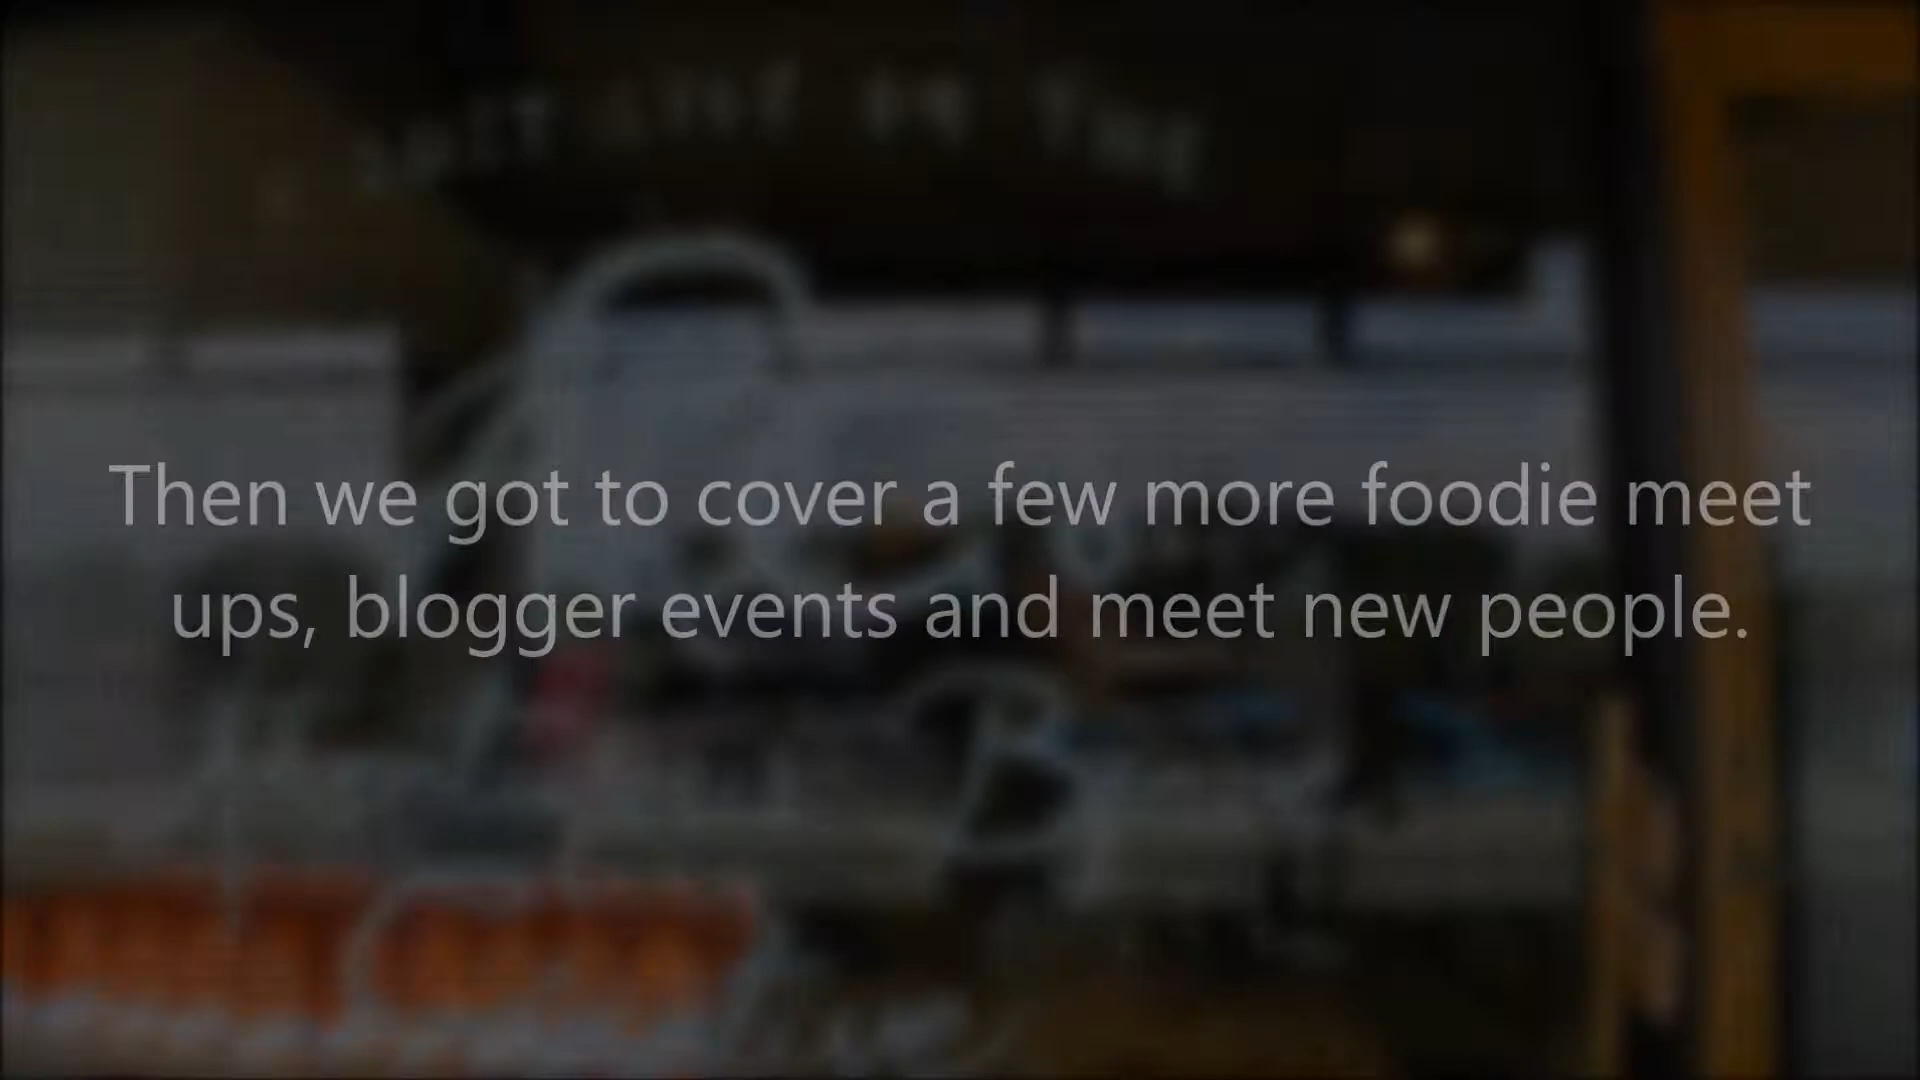 Then we got to cover a few more foodie meet
ups, blogger events and meet new people.